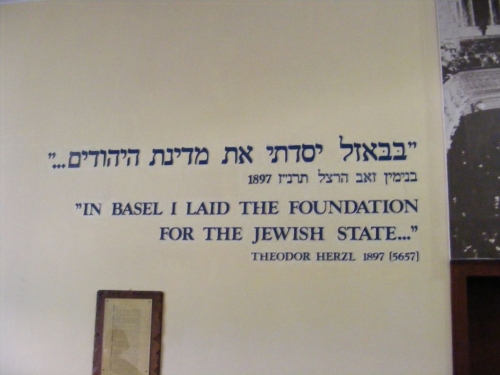 "בבאזל יסדתי את מדינת היהודים..."
בנימין זאב הרצל תרנ"ז 1897
"IN BASEL I LAID THE FOUNDATION
FOR THE JEWISH STATE..."
THEODOR HERZL 1897 (5657)